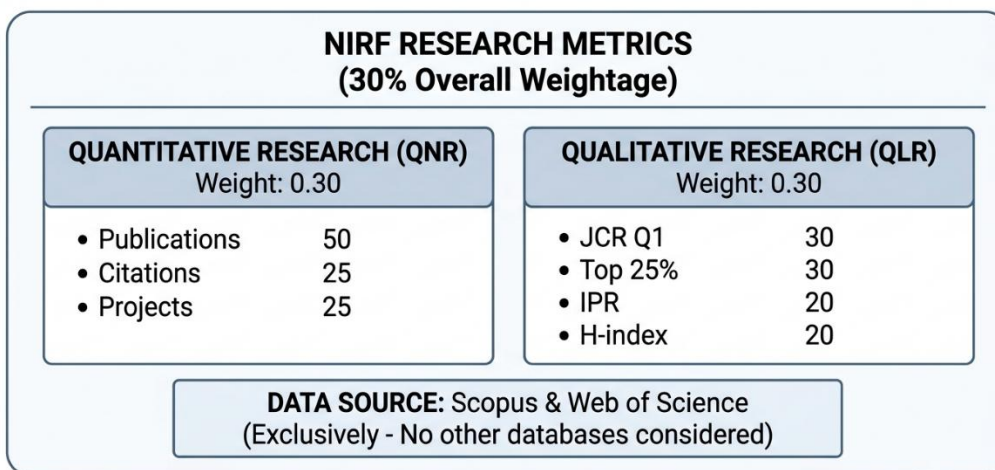 NIRF RESEARCH METRICS
(30% Overall Weightage)
QUANTITATIVE RESEARCH (QNR)
Weight: 0.30
• Publications 50
• Citations 25
• Projects 25
QUALITATIVE RESEARCH (QLR)
Weight: 0.30
• JCR Q1 30
• Top 25% 30
• IPR 20
• H-index 20
DATA SOURCE: Scopus & Web of Science
(Exclusively - No other databases considered)